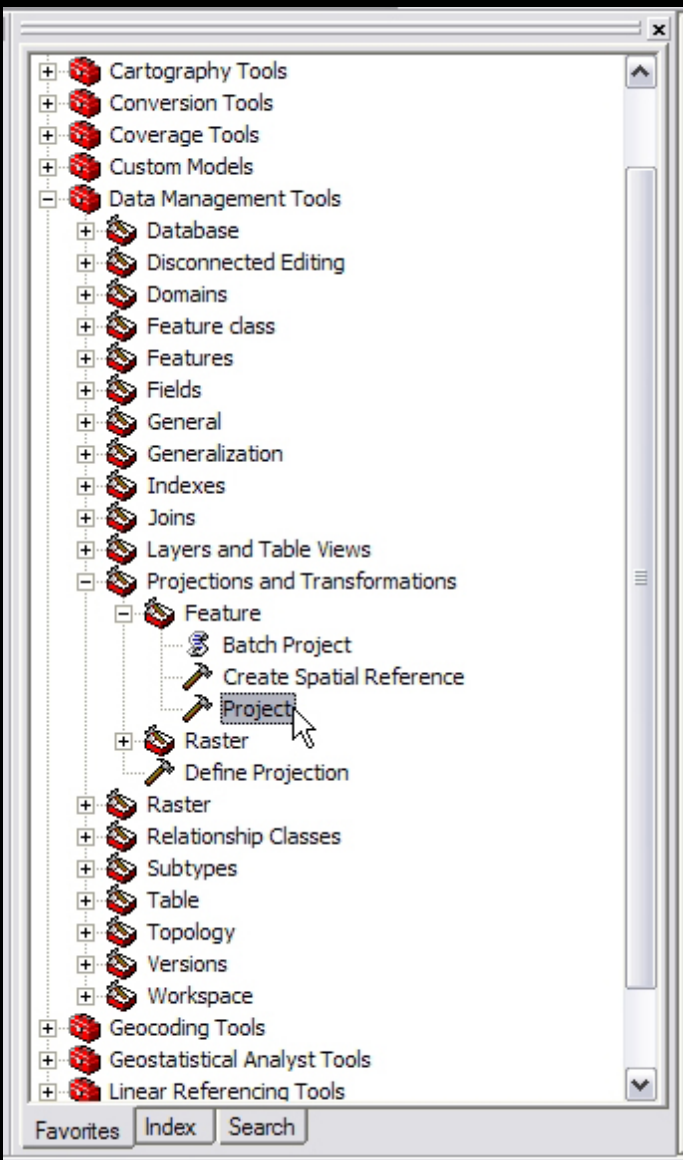 Cartography Tools
Conversion Tools
Coverage Tools
Custom Models
Data Management Tools
Database
Disconnected Editing
Domains
Feature class
Features
Fields
General
Generalization
Indexes
Joins
Layers and Table Views
Projections and Transformations
Feature
Batch Project
Create Spatial Reference
Project
Raster
Define Projection
Raster
Relationship Classes
Subtypes
Table
Topology
Versions
Workspace
Geocoding Tools
Geostatistical Analyst Tools
Linear Referencing Tools
Favorites Index Search